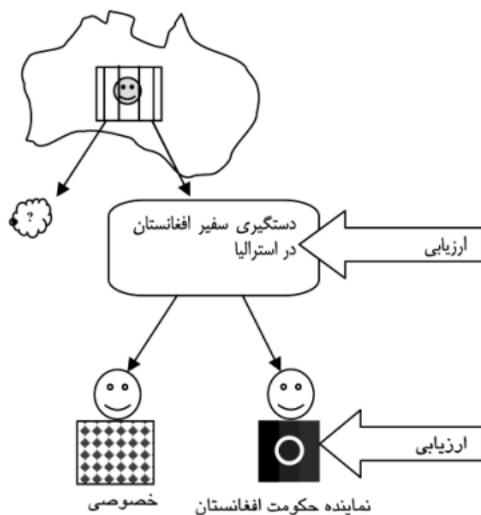 ؟
دستگیری سفیر افغانستان
در استرالیا
ارزیابی
ارزیابی
خصوصی
نماینده حکومت افغانستان